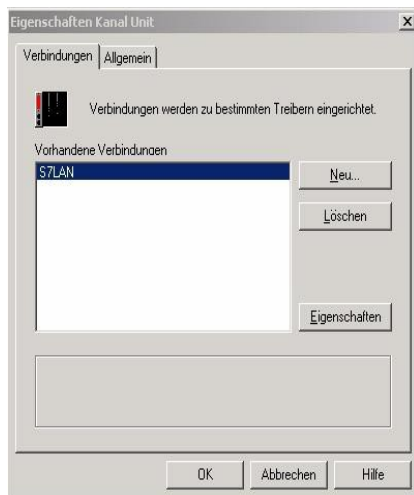 Eigenschaften Kanal Unit
Verbindungen
Allgemein
Verbindungen werden zu bestimmten Treibern eingerichtet.
Vorhandene Verbindungen
S7LAN
Neu...
Löschen
Eigenschaften
OK
Abbrechen
Hilfe